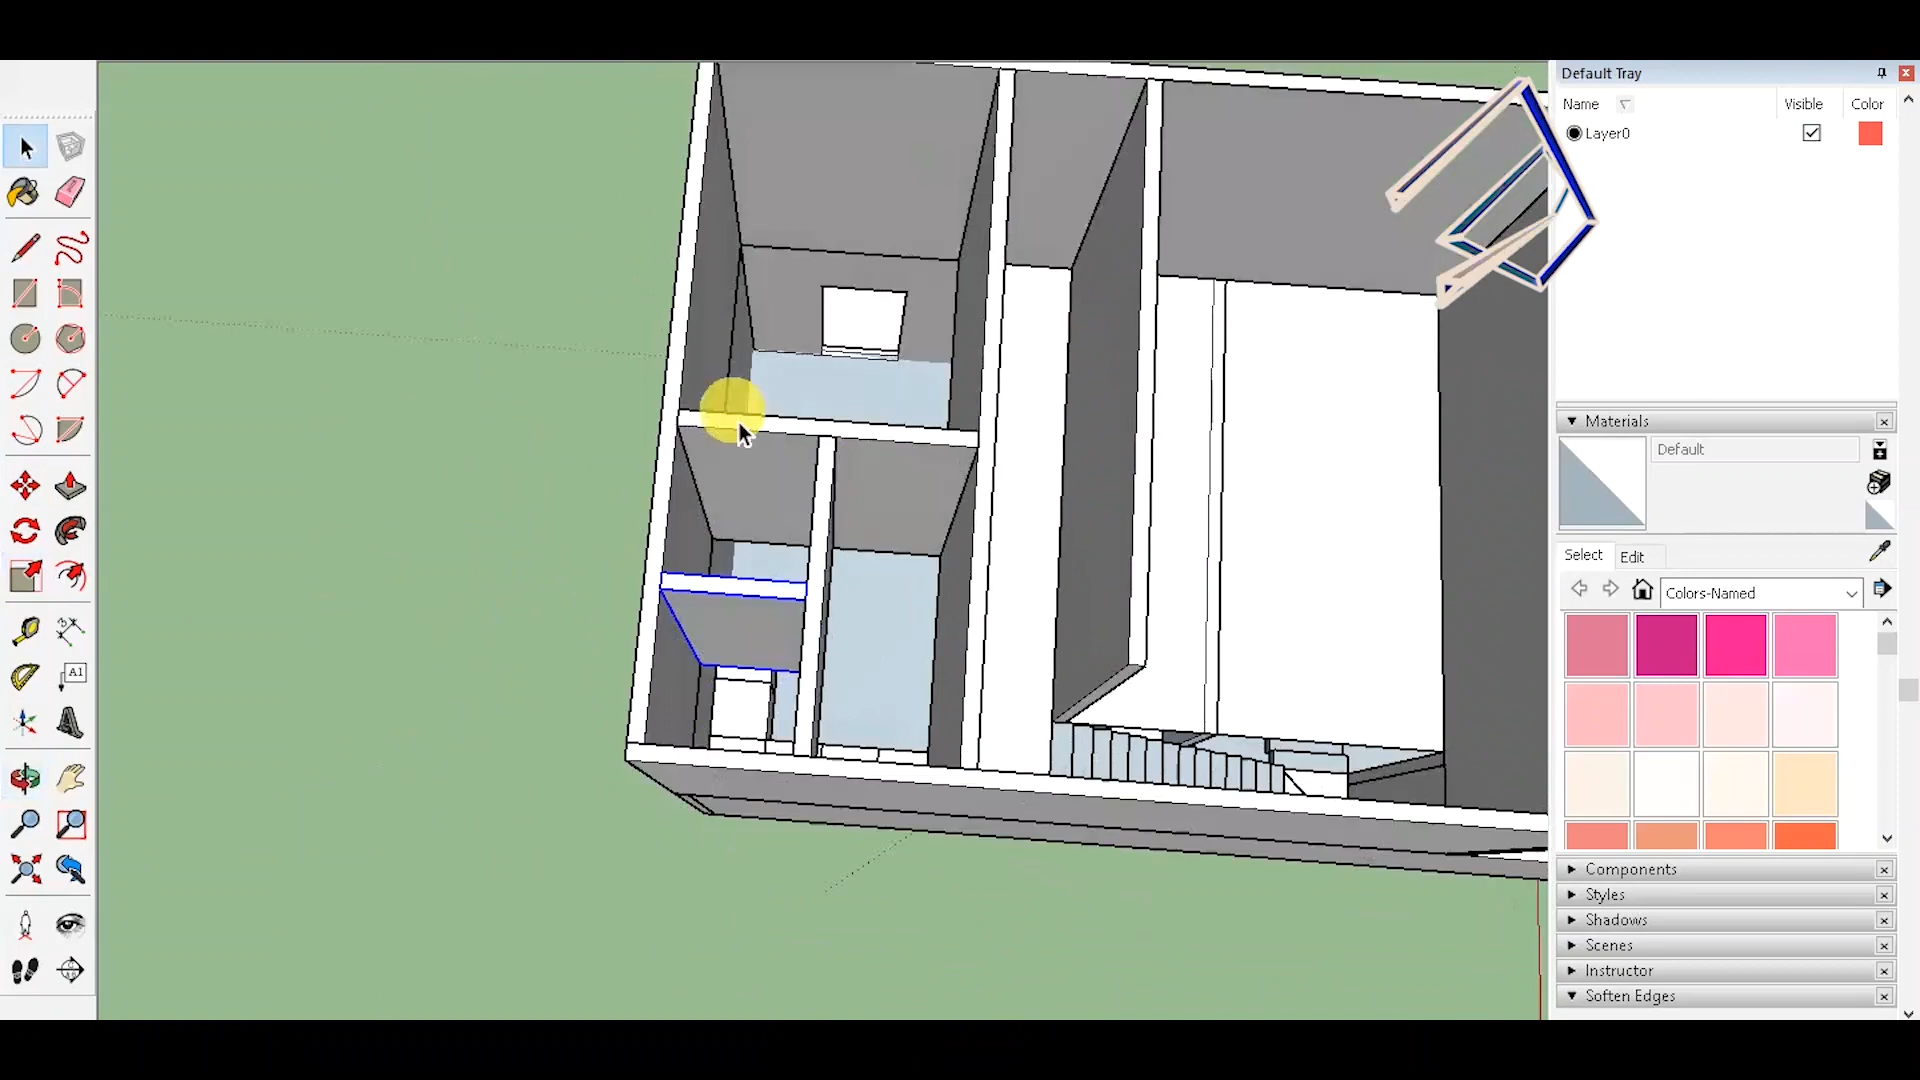 Default Tray
Name Visible Color
Layer0
Materials
Default
Select Edit
Colors-Named
A1
Components
Styles
Shadows
Scenes
Instructor
Soften Edges